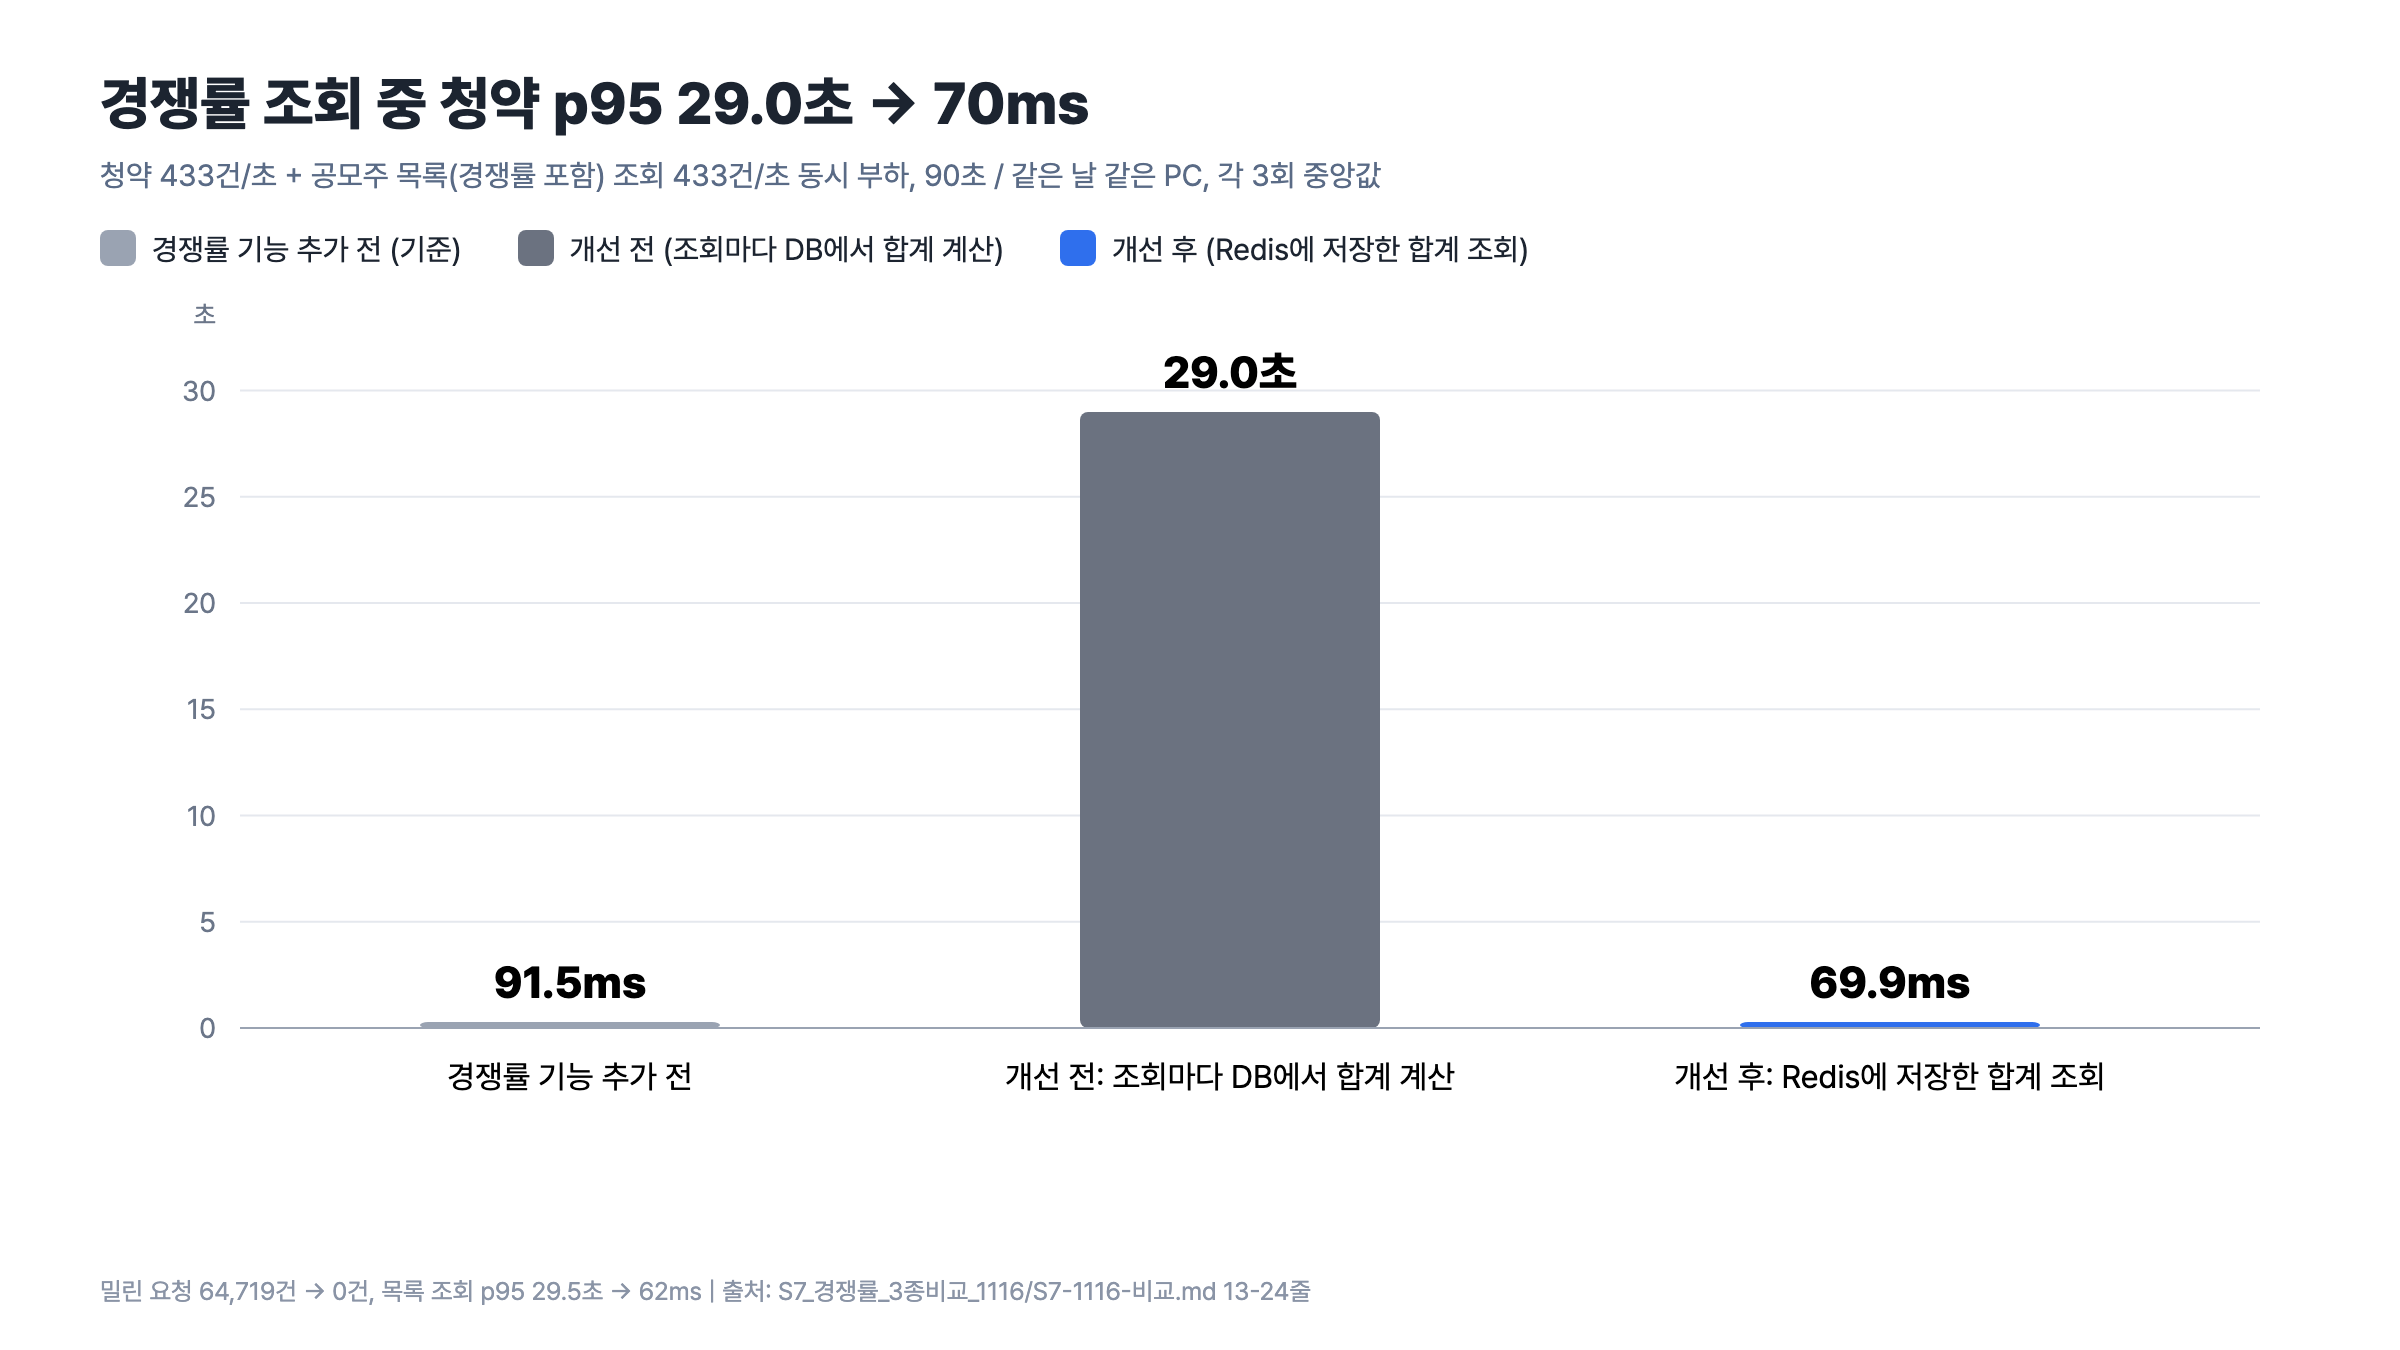 경쟁률 조회 중 청약 p95 29.0초 → 70ms
청약 433건/초 + 공모주 목록(경쟁률 포함) 조회 433건/초 동시 부하, 90초 / 같은 날 같은 PC, 각 3회 중앙값
경쟁률 기능 추가 전 (기준)
개선 전 (조회마다 DB에서 합계 계산)
개선 후 (Redis에 저장한 합계 조회)
초
30
25
20
15
10
5
0
91.5ms
29.0초
69.9ms
경쟁률 기능 추가 전
개선 전: 조회마다 DB에서 합계 계산
개선 후: Redis에 저장한 합계 조회
밀린 요청 64,719건 → 0건, 목록 조회 p95 29.5초 → 62ms | 출처: S7_경쟁률_3종비교_1116/S7-1116-비교.md 13-24줄